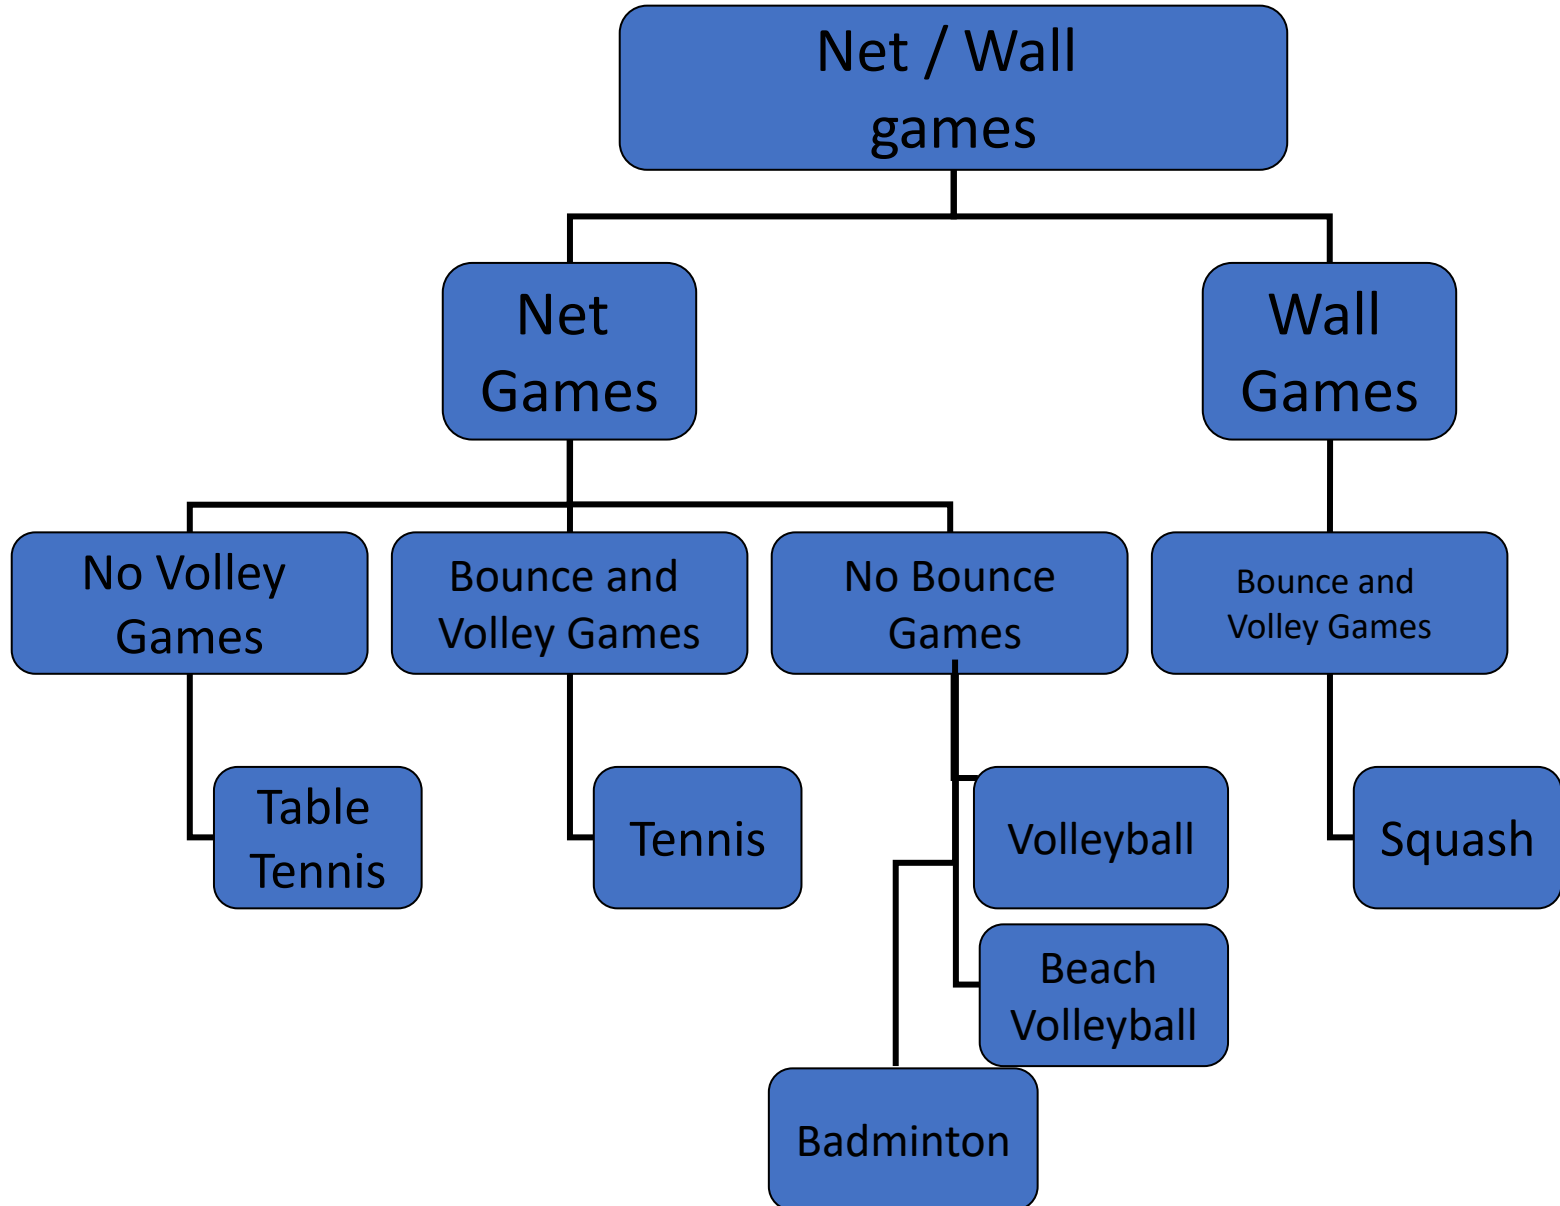 Net / Wall
games
Net
Games
Wall
Games
No Volley
Games
Bounce and
Volley Games
No Bounce
Games
Bounce and
Volley Games
Table
Tennis
Tennis
Volleyball
Squash
Beach
Volleyball
Badminton